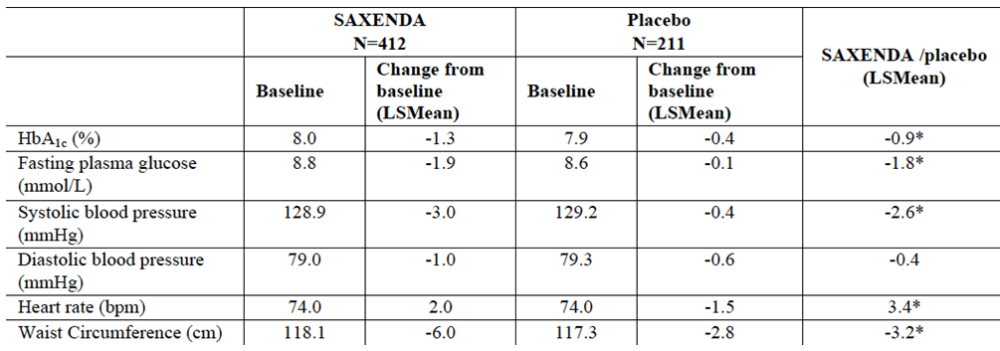 SAXENDA
N=412
Placebo
N=211
SAXENDA /placebo
(LSMean)
Baseline
Change from
baseline
(LSMean)
Baseline
Change from
baseline
(LSMean)
HbA1c (%) 8.0 -1.3 7.9 -0.4 -0.9*
Fasting plasma glucose 8.8 -1.9 8.6 -0.1 -1.8*
(mmol/L)
Systolic blood pressure 128.9 -3.0 129.2 -0.4 -2.6*
(mmHg)
Diastolic blood pressure 79.0 -1.0 79.3 -0.6 -0.4
(mmHg)
Heart rate (bpm) 74.0 2.0 74.0 -1.5 3.4*
Waist Circumference (cm) 118.1 -6.0 117.3 -2.8 -3.2*